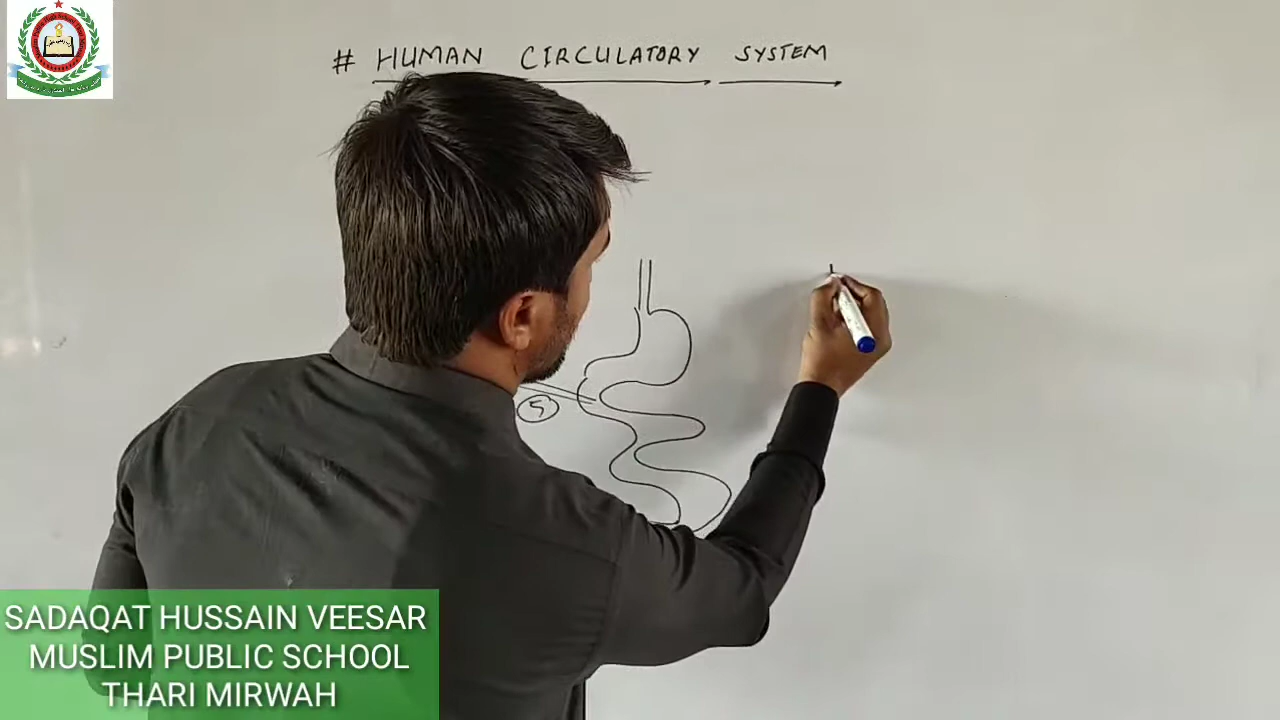 # HUMAN CIRCULATORY SYSTEM
5
SADAQAT HUSSAIN VEESAR
MUSLIM PUBLIC SCHOOL
THARI MIRWAH